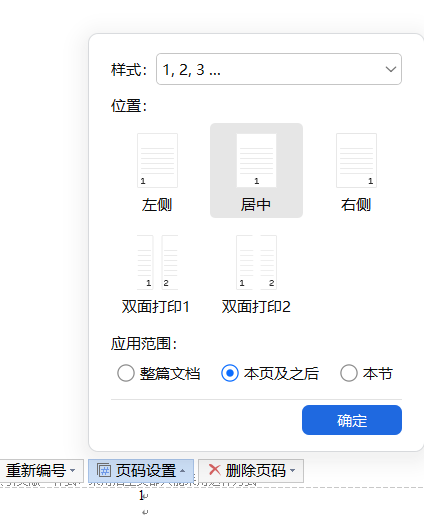 样式：
1, 2, 3 ...
位置：
1
1
1
左侧
居中
右侧
1 2
1 2
双面打印1
双面打印2
应用范围：
整篇文档
本页及之后
本节
确定
重新编号
页码设置
删除页码
1